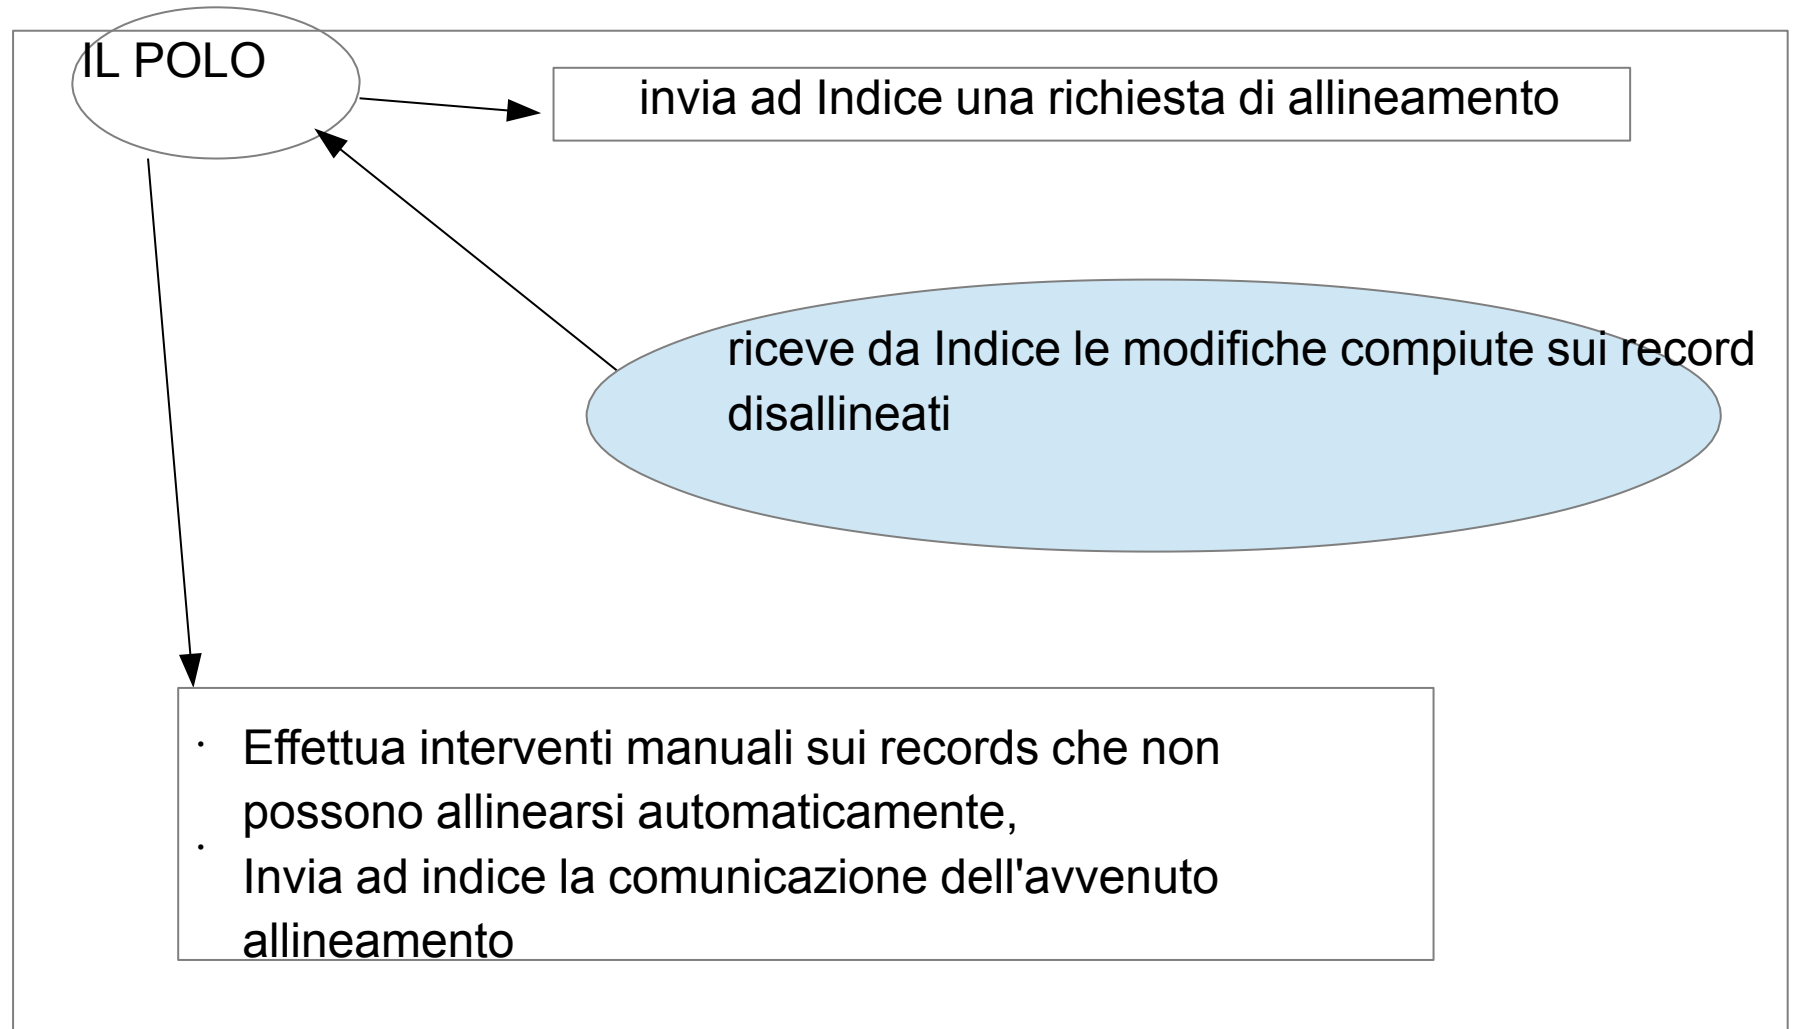 IL POLO
invia ad Indice una richiesta di allineamento
riceve da Indice le modifiche compiute sui record
disallineati
· Effettua interventi manuali sui records che non
possono allinearsi automaticamente,
· Invia ad indice la comunicazione dell'avvenuto
allineamento